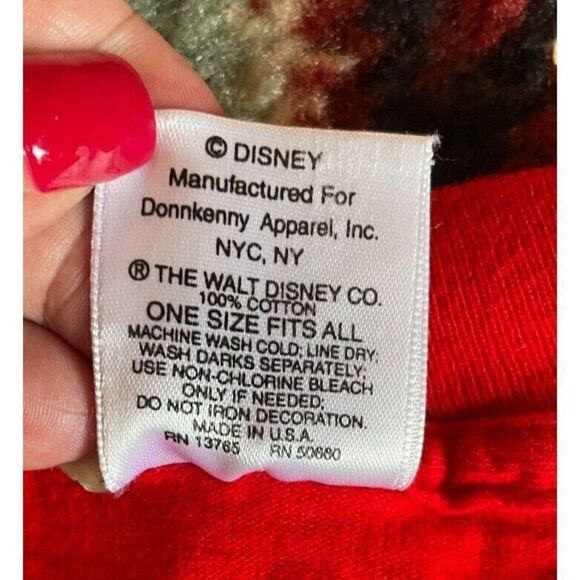 © DISNEY
Manufactured For
Donnkenny Apparel, Inc.
NYC, NY
® THE WALT DISNEY CO.
100% COTTON
ONE SIZE FITS ALL
MACHINE WASH COLD; LINE DRY;
WASH DARKS SEPARATELY.
USE NON-CHLORINE BLEACH
ONLY IF NEEDED.
DO NOT IRON DECORATION.
MADE IN U.S.A.
RN 13765 RN 50660